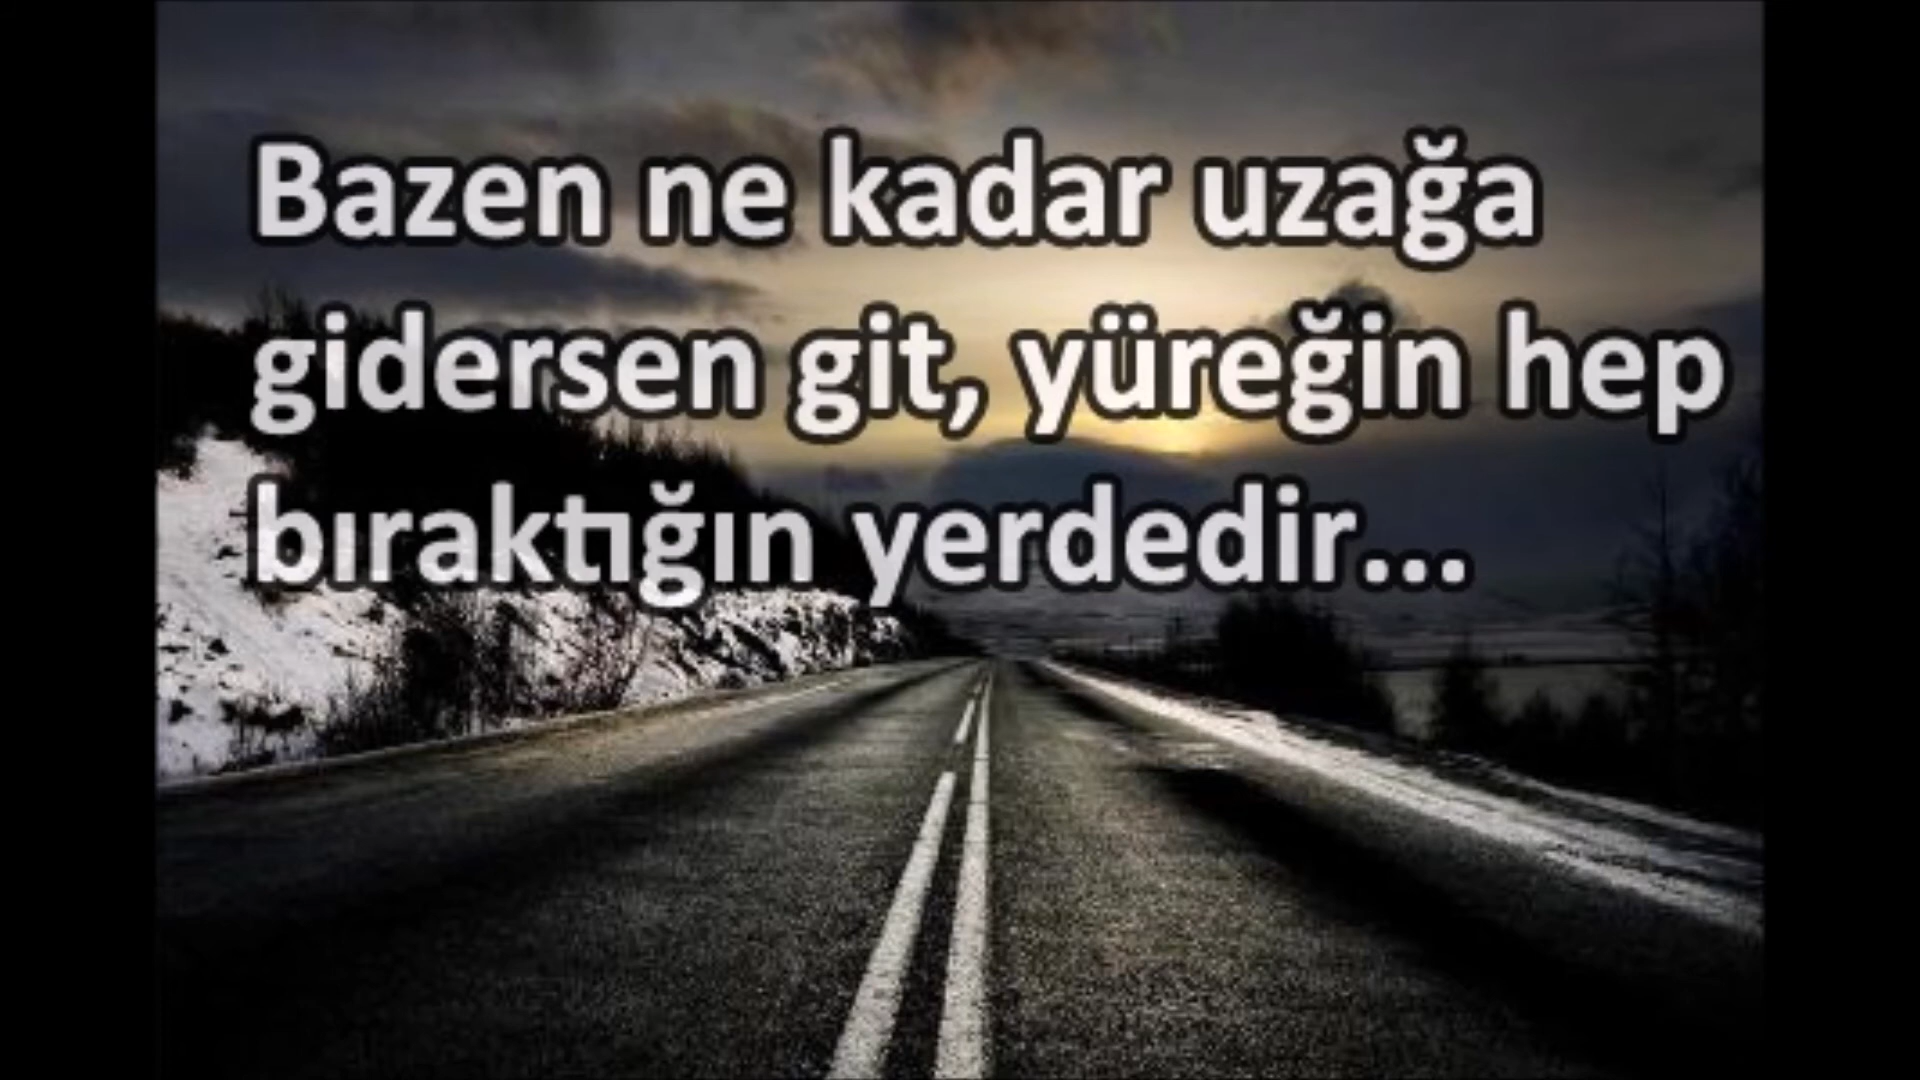 Bazen ne kadar uzağa
gidersen git, yüreğin hep
bıraktığın yerdedir...